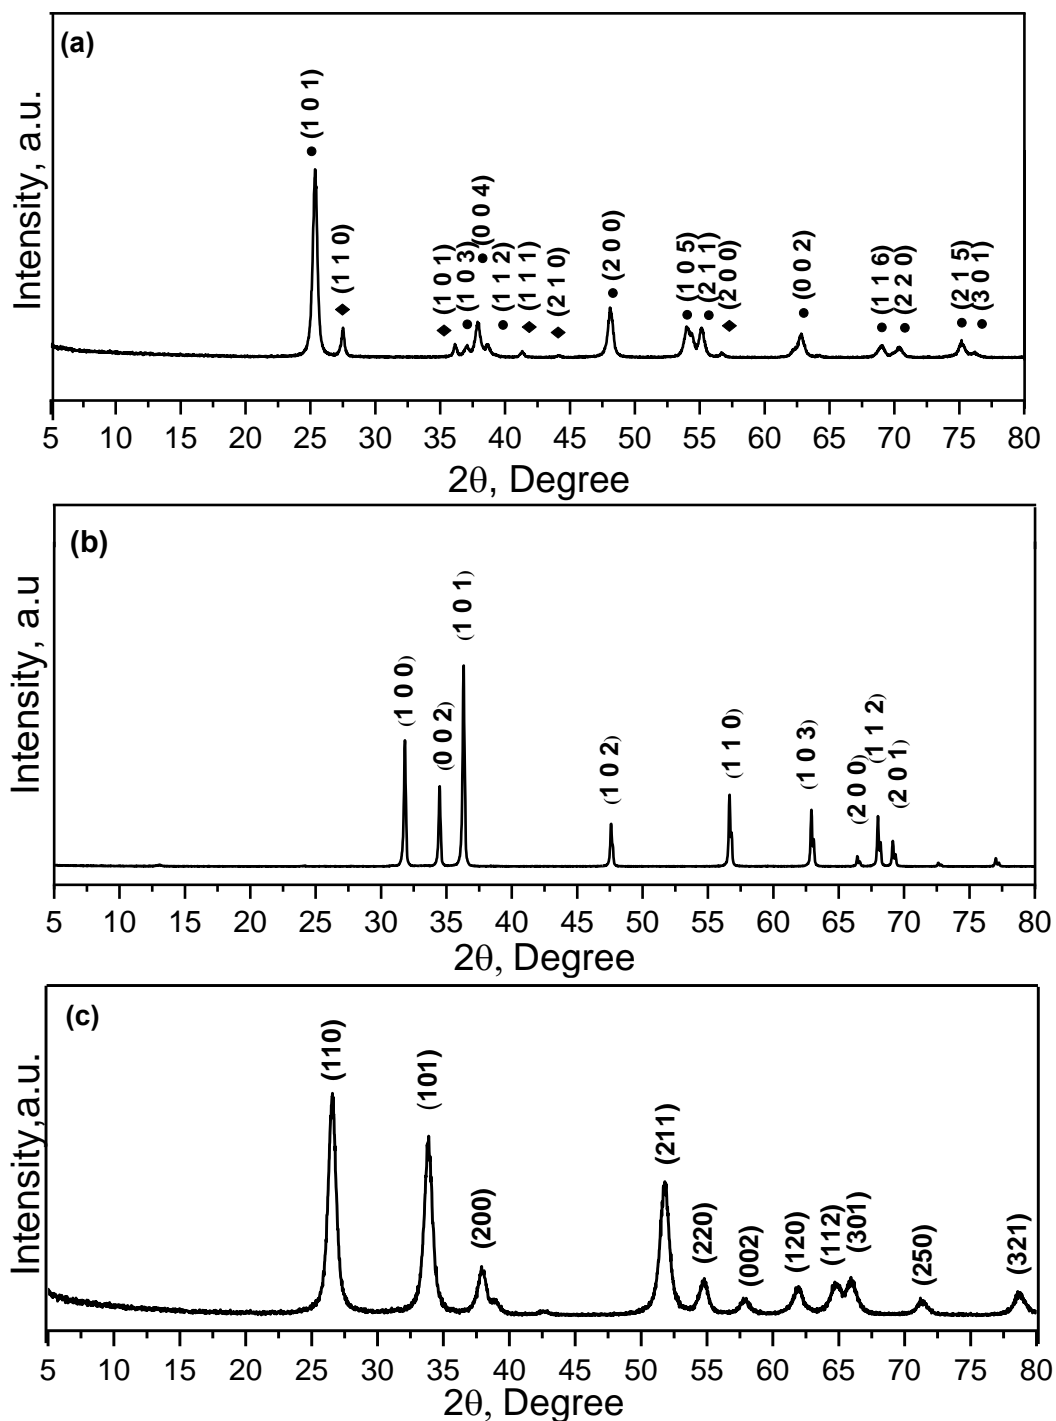 (a)
Intensity, a.u.
● (1 0 1)
◆ (1 1 0)
◆ (1 0 1)
● (1 0 3)
● (0 0 4)
● (1 1 2)
◆ (1 1 1)
◆ (2 1 0)
● (2 0 0)
● (1 0 5)
● (2 1 1)
◆ (2 0 0)
● (0 0 2)
● (1 1 6)
● (2 2 0)
● (2 1 5)
● (3 0 1)
5 10 15 20 25 30 35 40 45 50 55 60 65 70 75 80
2θ, Degree
(b)
Intensity, a.u
(1 0 0)
(0 0 2)
(1 0 1)
(1 0 2)
(1 1 0)
(1 0 3)
(2 0 0)
(1 1 2)
(2 0 1)
5 10 15 20 25 30 35 40 45 50 55 60 65 70 75 80
2θ, Degree
(c)
Intensity,a.u.
(110)
(101)
(200)
(211)
(220)
(002)
(120)
(112)
(301)
(250)
(321)
5 10 15 20 25 30 35 40 45 50 55 60 65 70 75 80
2θ, Degree